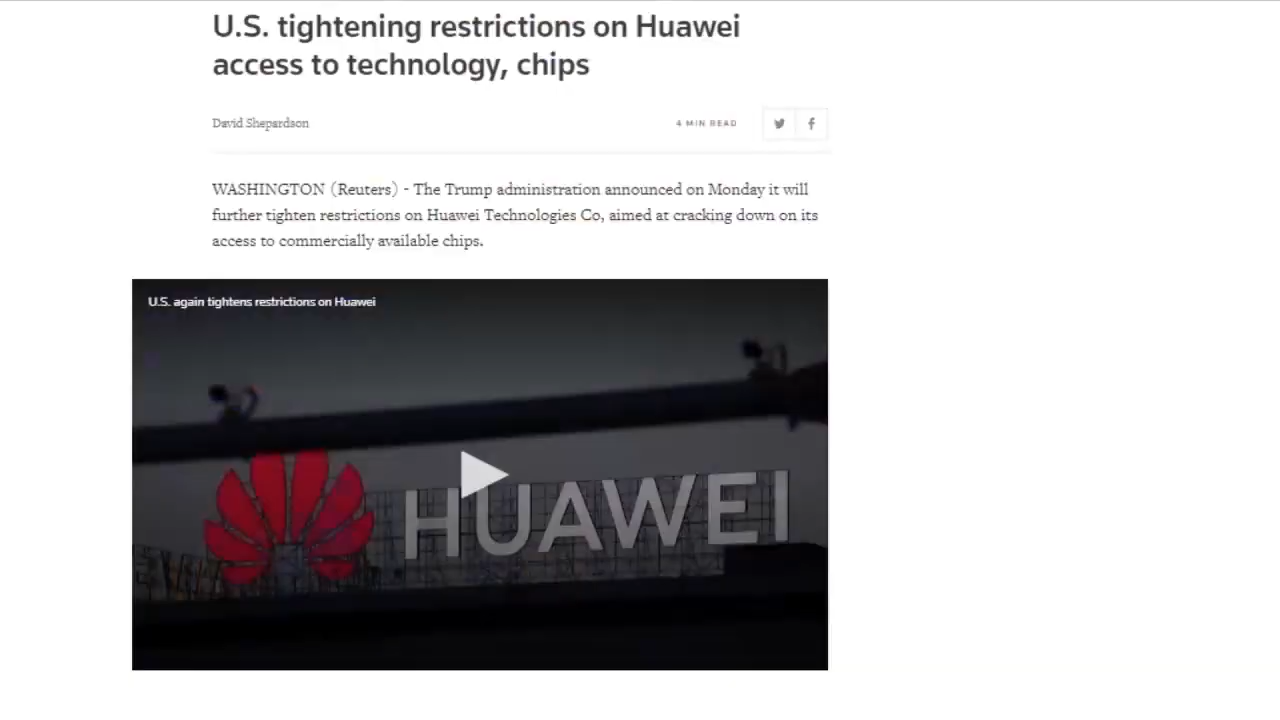 U.S. tightening restrictions on Huawei
access to technology, chips
David Shepardson
4 MIN READ
WASHINGTON (Reuters) - The Trump administration announced on Monday it will
further tighten restrictions on Huawei Technologies Co, aimed at cracking down on its
access to commercially available chips.
U.S. again tightens restrictions on Huawei
HUAWEI